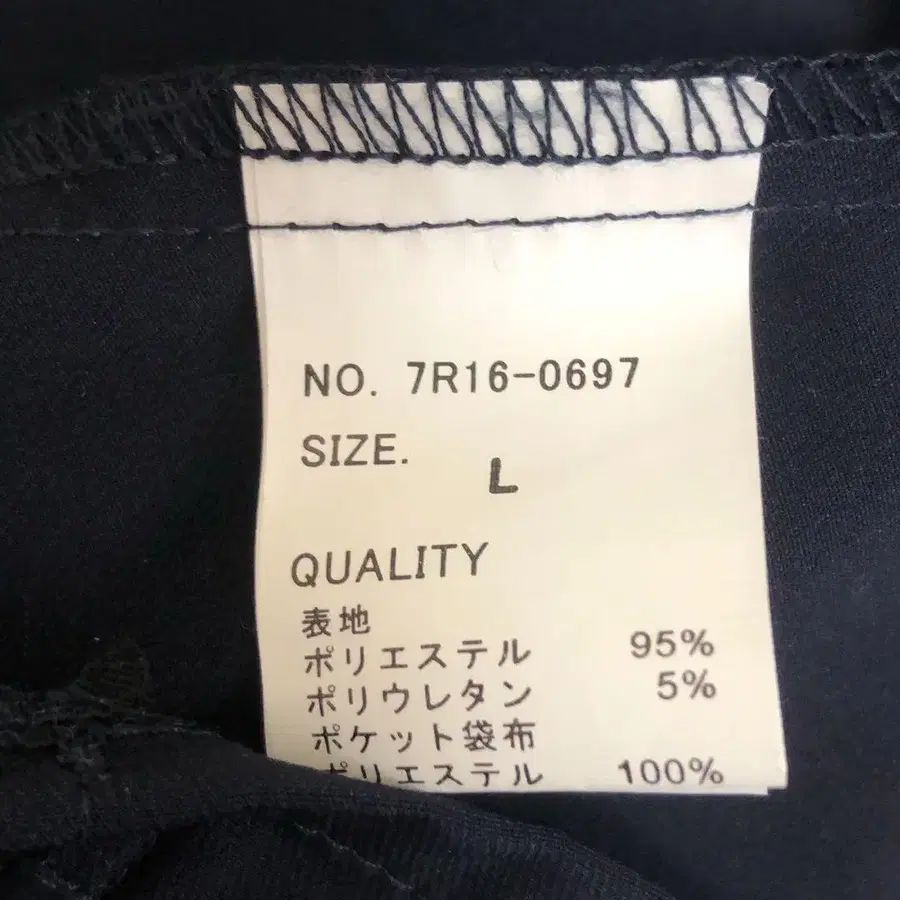 NO. 7R16-0697
SIZE.
L
QUALITY
表地
ポリエステル 95%
ポリウレタン 5%
ポケット袋布
ポリエステル 100%